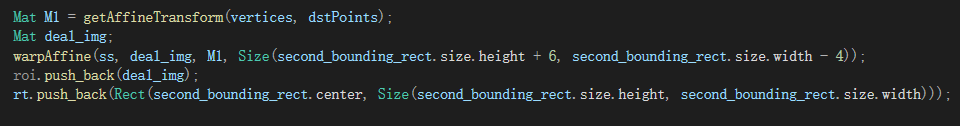 Mat M1 = getAffineTransform(vertices, dstPoints);
Mat deal_img;
warpAffine(ss, deal_img, M1, Size(second_bounding_rect.size.height + 6, second_bounding_rect.size.width - 4));
roi.push_back(deal_img);
rt.push_back(Rect(second_bounding_rect.center, Size(second_bounding_rect.size.height, second_bounding_rect.size.width)));